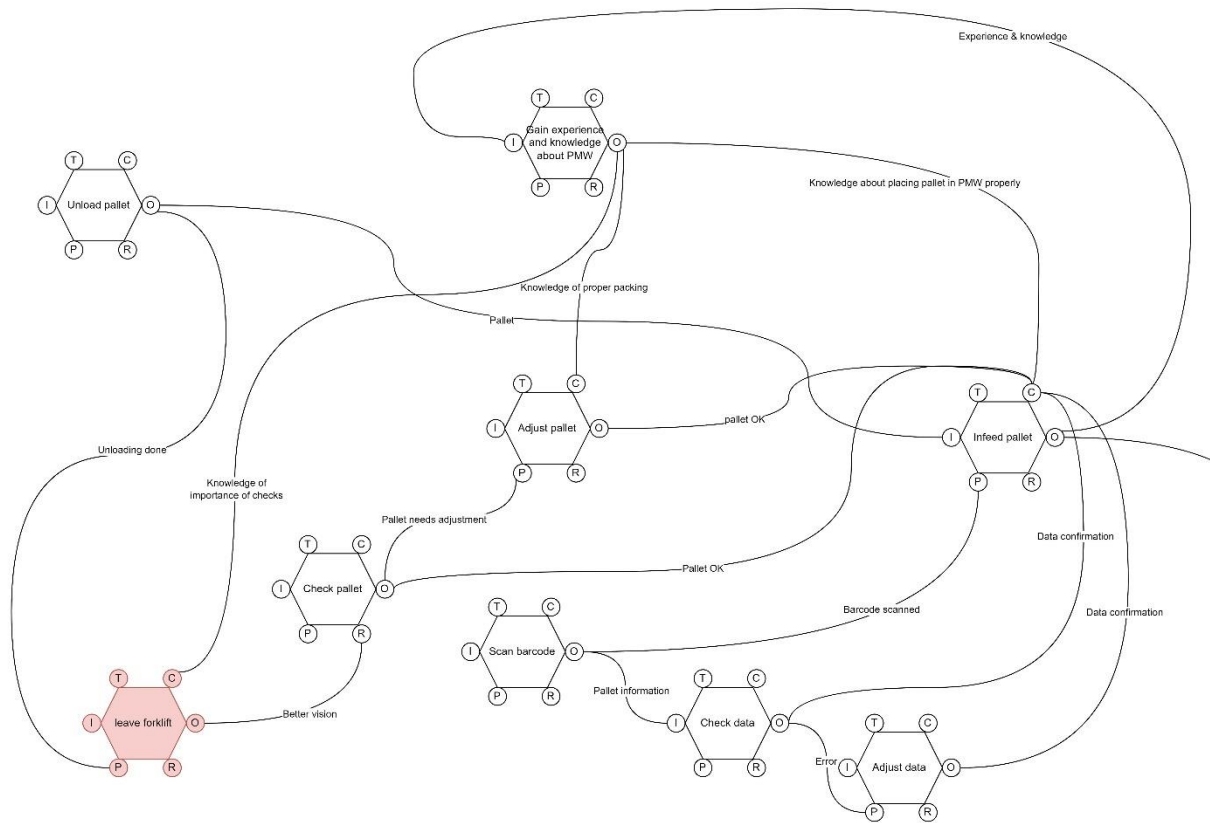 Experience & knowledge
T
C
Gain experience
and knowledge
about PMW
I
O
P
R
T
C
Unload pallet
I
O
P
R
Knowledge about placing pallet in PMW properly
Knowledge of proper packing
Pallet
T
C
Adjust pallet
I
O
P
R
pallet OK
T
C
Infeed pallet
I
O
P
R
Unloading done
Knowledge of
importance of checks
Pallet needs adjustment
T
C
Check pallet
I
O
P
R
Pallet OK
Data confirmation
Barcode scanned
Data confirmation
T
C
Scan barcode
I
O
P
R
Pallet information
T
C
leave forklift
I
O
P
R
Better vision
T
C
Check data
I
O
P
R
Error
T
C
Adjust data
I
O
P
R